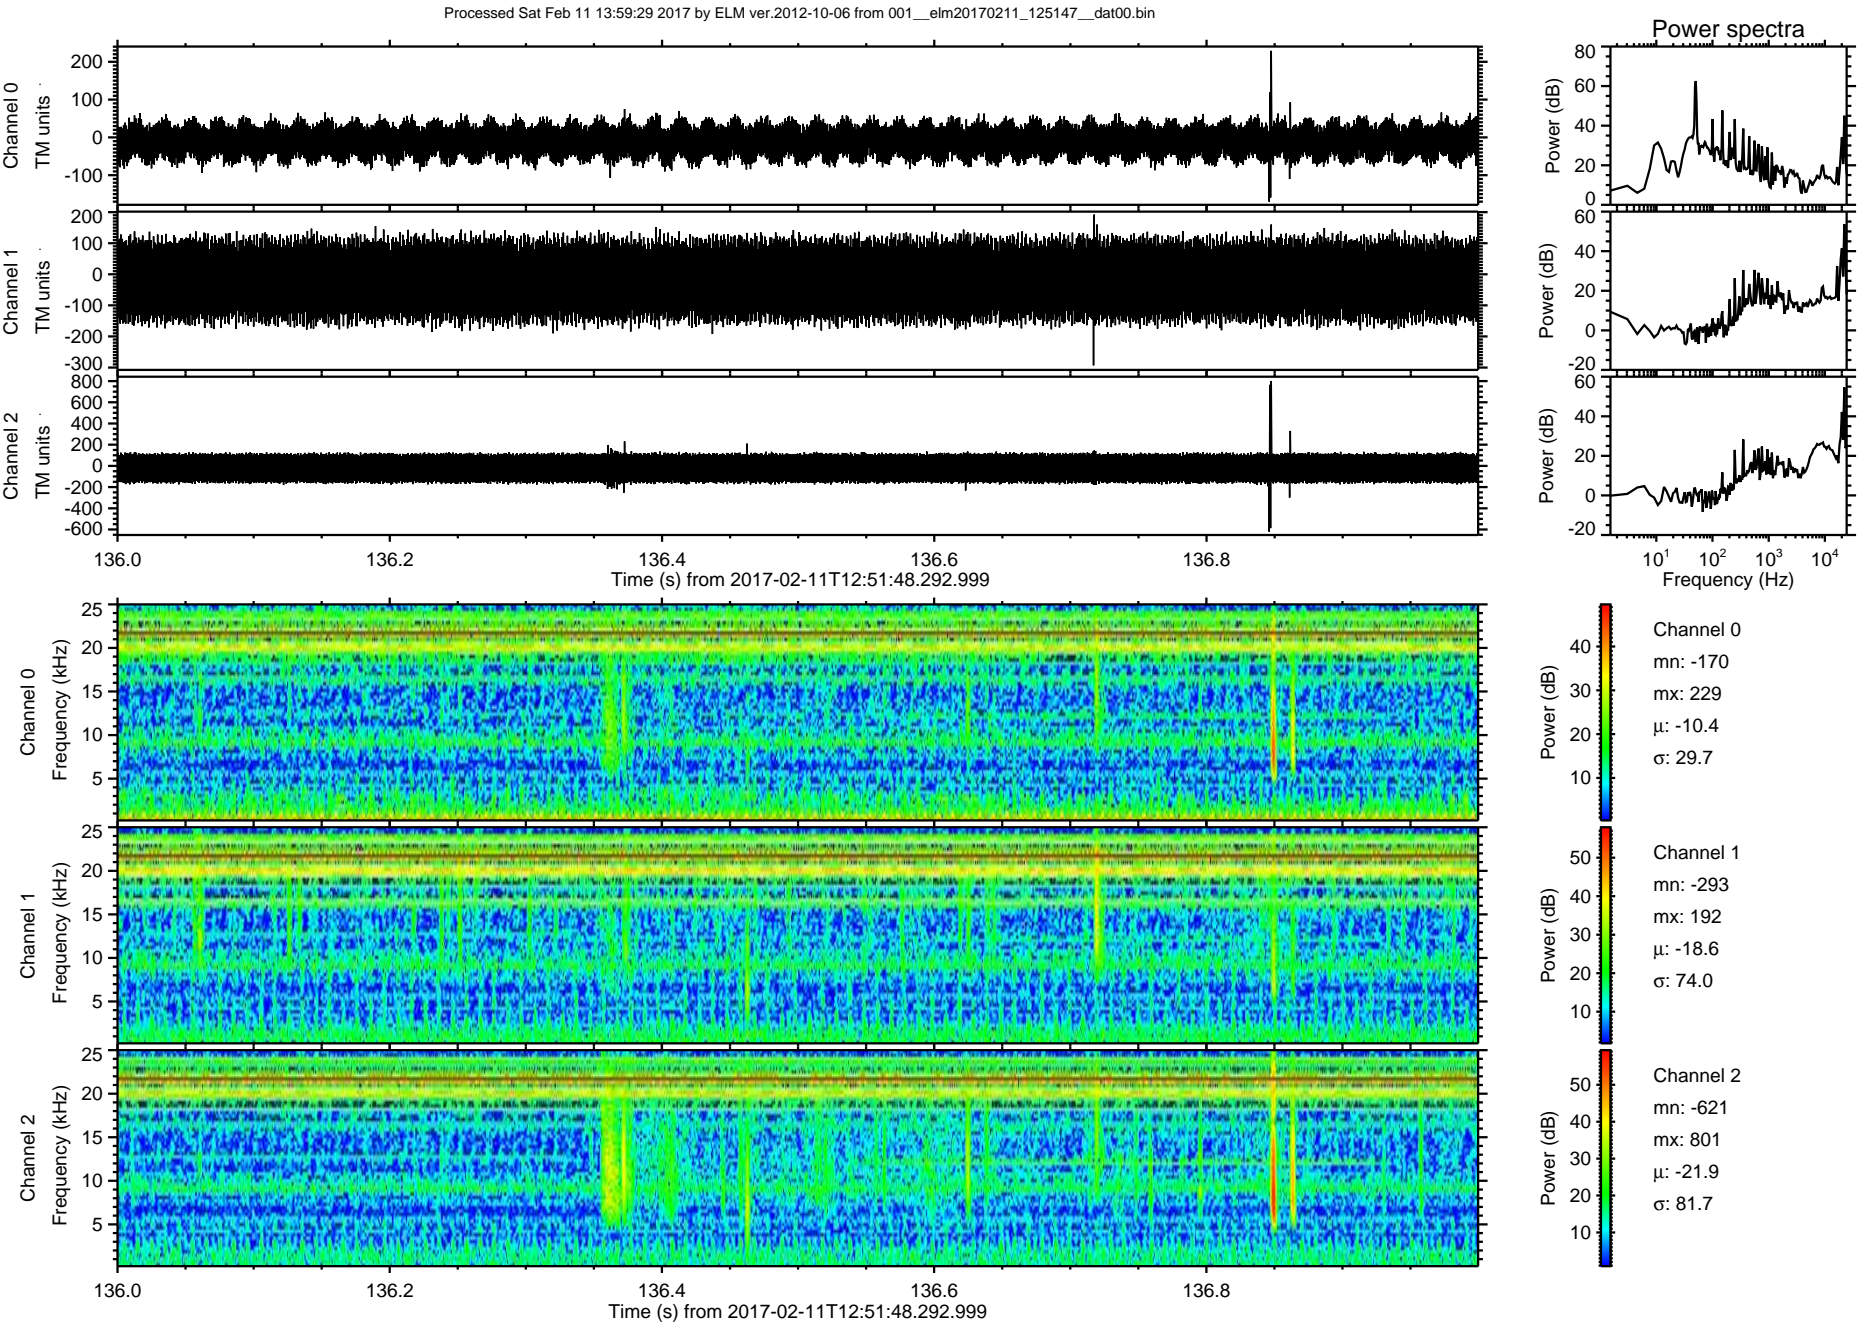 Processed Sat Feb 11 13:59:29 2017 by ELM ver.2012-10-06 from 001__elm20170211_125147__dat00.bin
Power spectra
Channel 0
TM units
200
100
0
-100
Power (dB)
80
60
40
20
0
Channel 1
TM units
200
100
0
-100
-200
-300
Power (dB)
60
40
20
0
-20
Channel 2
TM units
800
600
400
200
0
-200
-400
-600
Power (dB)
60
40
20
0
-20
136.0 136.2 136.4 136.6 136.8
Time (s) from 2017-02-11T12:51:48.292.999
10^1 10^2 10^3 10^4
Frequency (Hz)
Channel 0
Frequency (kHz)
25
20
15
10
5
Power (dB)
40
30
20
10
Channel 0
mn: -170
mx: 229
μ: -10.4
σ: 29.7
Channel 1
Frequency (kHz)
25
20
15
10
5
Power (dB)
50
40
30
20
10
Channel 1
mn: -293
mx: 192
μ: -18.6
σ: 74.0
Channel 2
Frequency (kHz)
25
20
15
10
5
Power (dB)
50
40
30
20
10
Channel 2
mn: -621
mx: 801
μ: -21.9
σ: 81.7
136.0 136.2 136.4 136.6 136.8
Time (s) from 2017-02-11T12:51:48.292.999